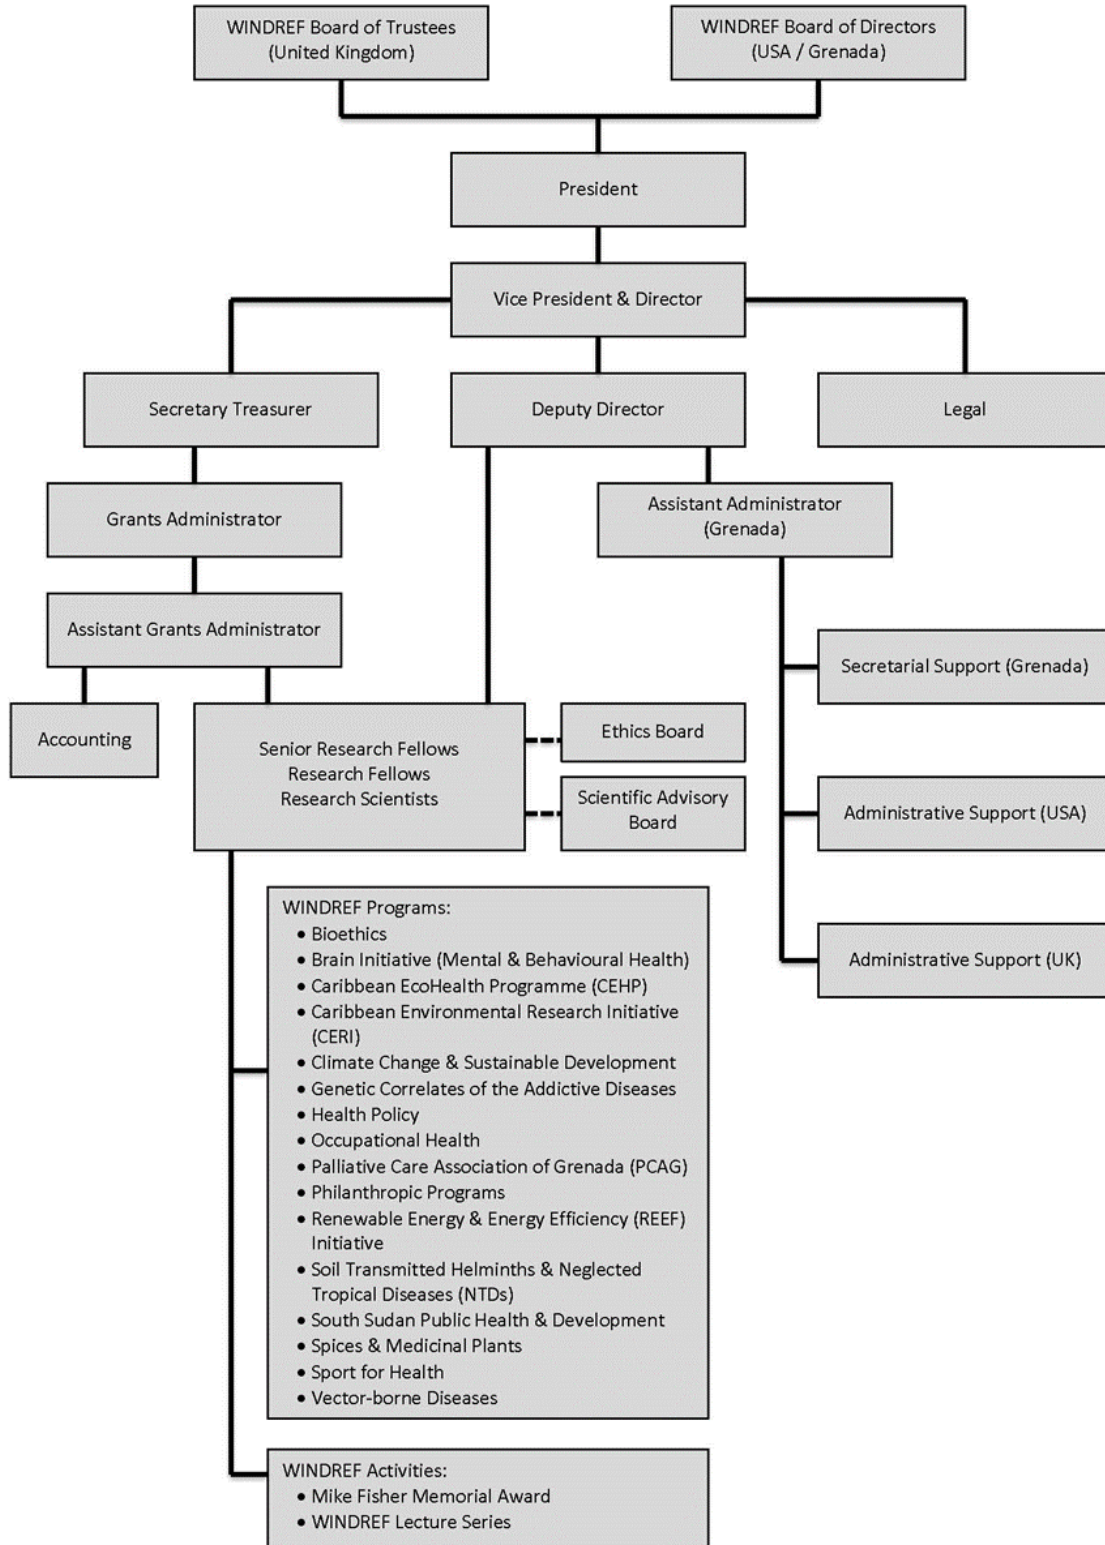 WINDREF Board of Trustees
(United Kingdom)
WINDREF Board of Directors
(USA / Grenada)
President
Vice President & Director
Secretary Treasurer
Deputy Director
Legal
Grants Administrator
Assistant Administrator
(Grenada)
Assistant Grants Administrator
Secretarial Support (Grenada)
Accounting
Senior Research Fellows
Research Fellows
Research Scientists
Ethics Board
Scientific Advisory
Board
Administrative Support (USA)
Administrative Support (UK)
WINDREF Programs:
• Bioethics
• Brain Initiative (Mental & Behavioural Health)
• Caribbean EcoHealth Programme (CEHP)
• Caribbean Environmental Research Initiative
(CERI)
• Climate Change & Sustainable Development
• Genetic Correlates of the Addictive Diseases
• Health Policy
• Occupational Health
• Palliative Care Association of Grenada (PCAG)
• Philanthropic Programs
• Renewable Energy & Energy Efficiency (REEF)
Initiative
• Soil Transmitted Helminths & Neglected
Tropical Diseases (NTDs)
• South Sudan Public Health & Development
• Spices & Medicinal Plants
• Sport for Health
• Vector-borne Diseases
WINDREF Activities:
• Mike Fisher Memorial Award
• WINDREF Lecture Series